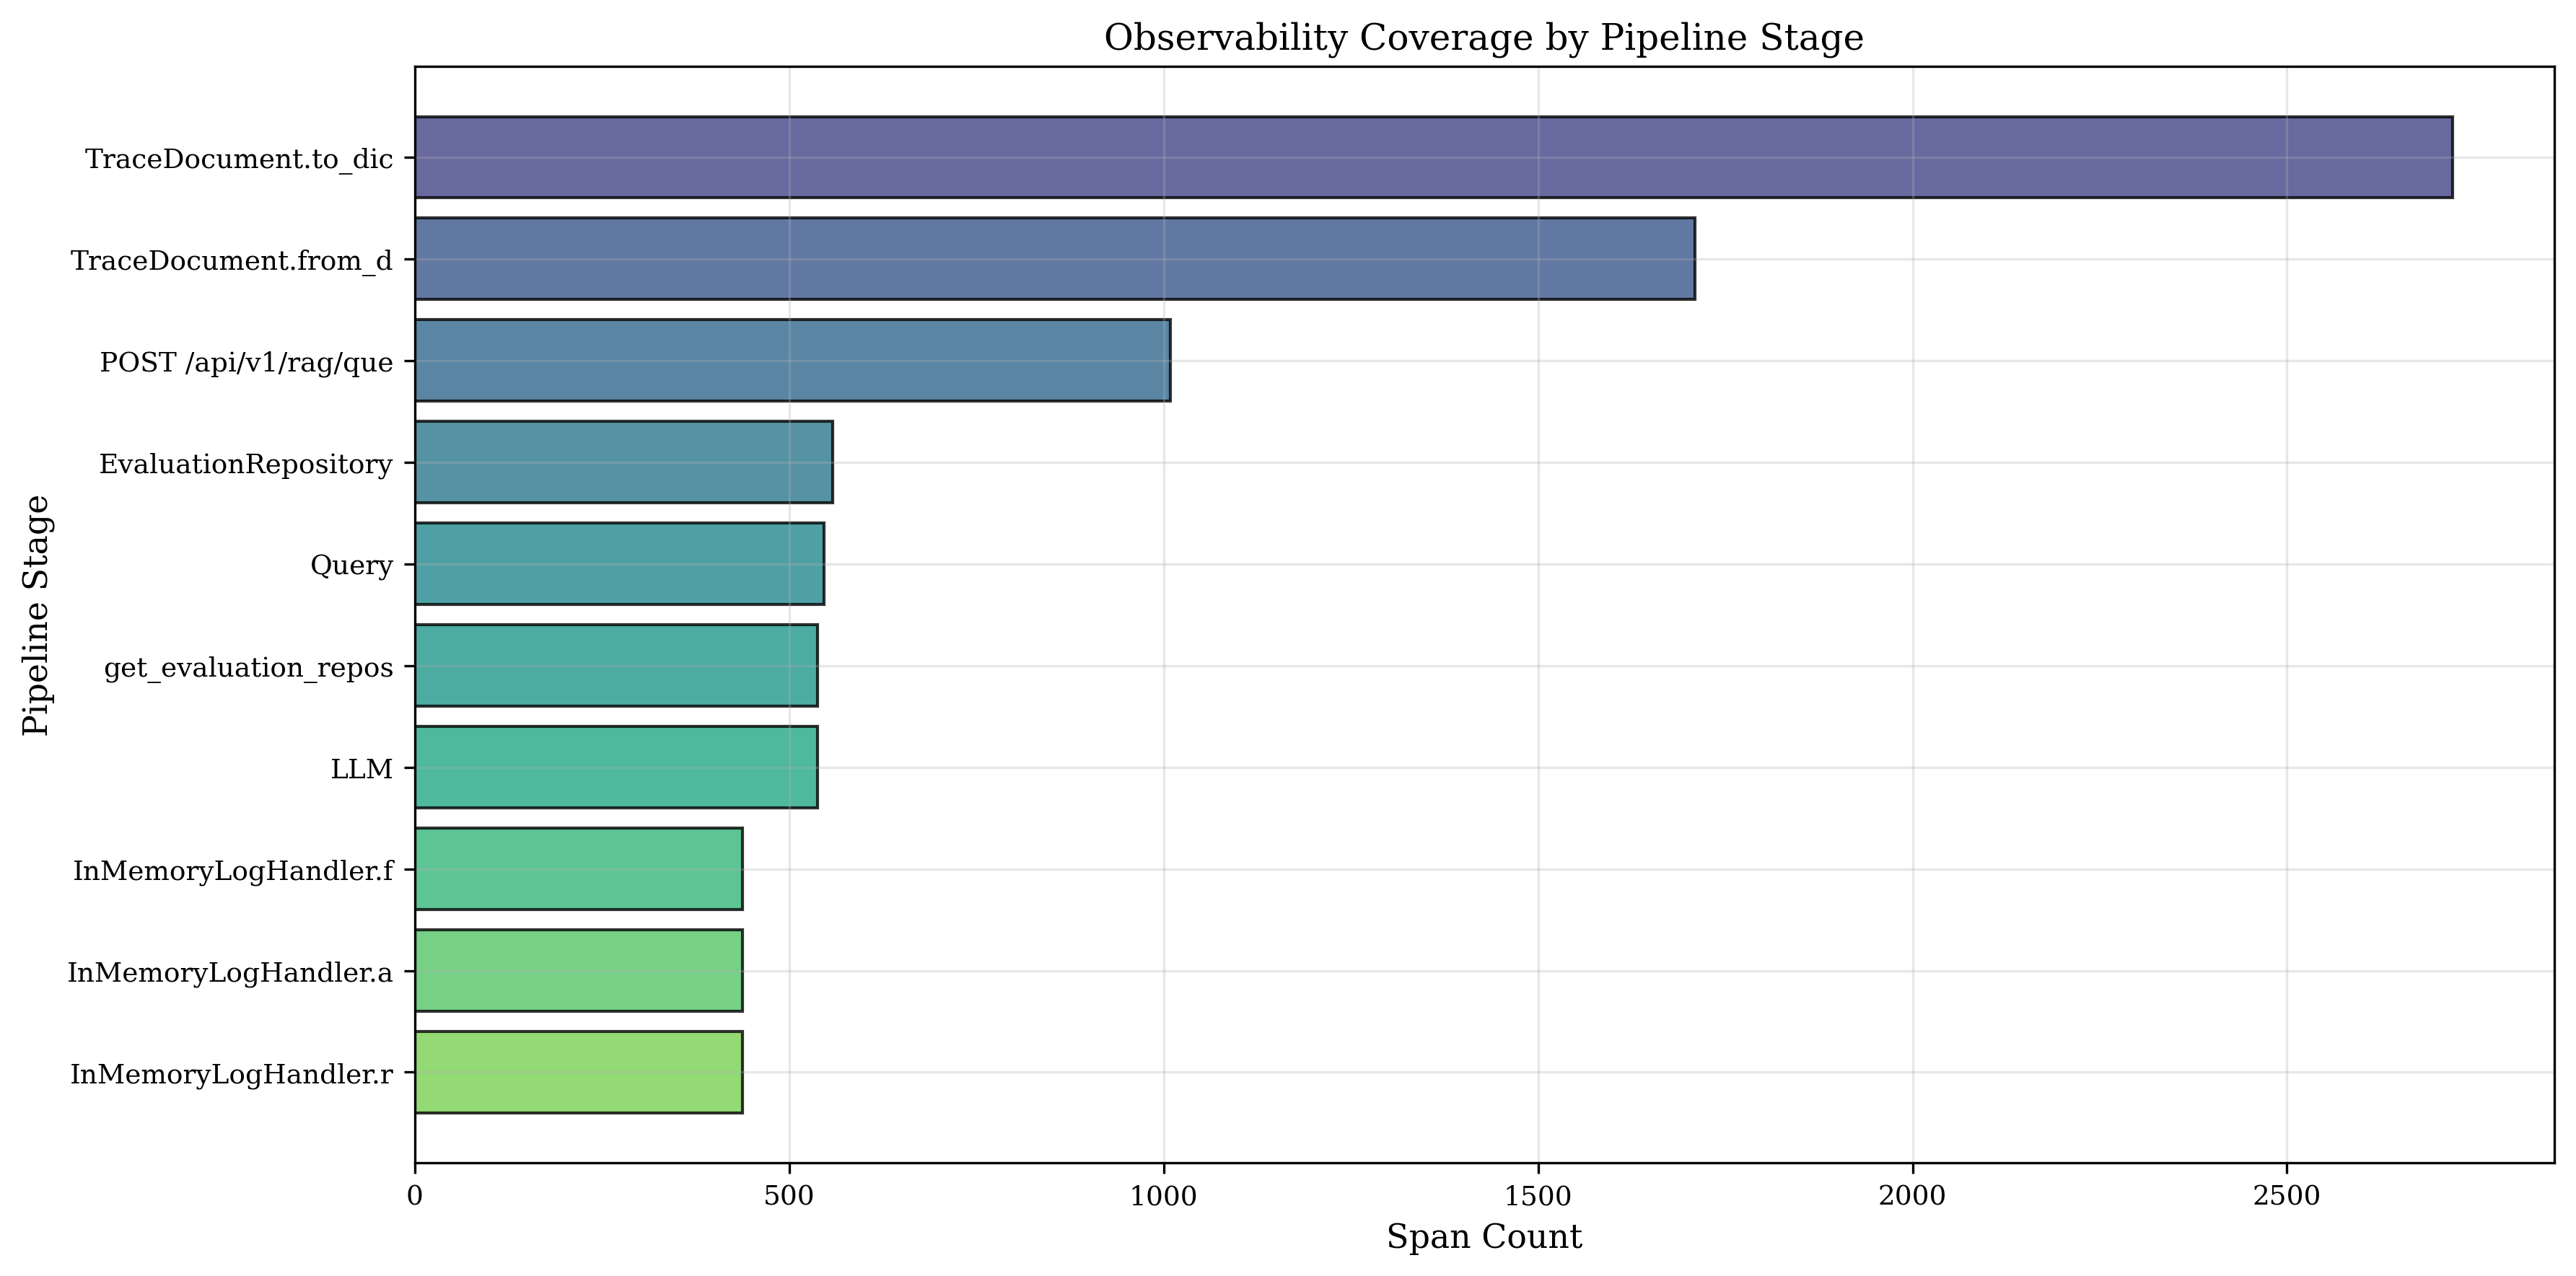 Observability Coverage by Pipeline Stage
Pipeline Stage
TraceDocument.to_dic
TraceDocument.from_d
POST /api/v1/rag/que
EvaluationRepository
Query
get_evaluation_repos
LLM
InMemoryLogHandler.f
InMemoryLogHandler.a
InMemoryLogHandler.r
0 500 1000 1500 2000 2500
Span Count